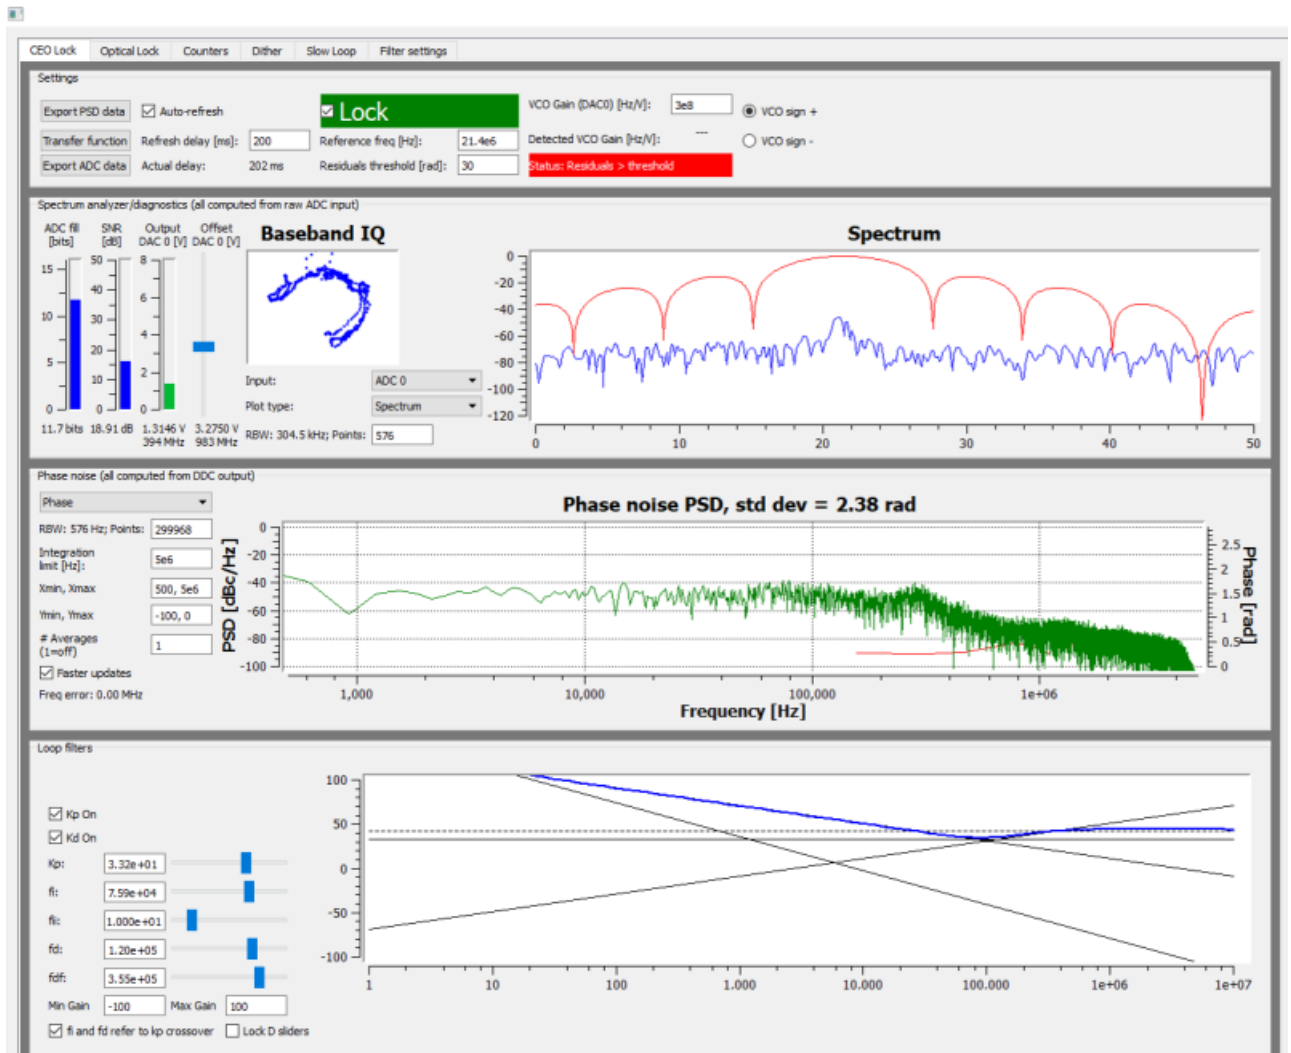 CEO Lock Optical Lock Counters Dither Slow Loop Filter settings
Settings
Export PSD data Auto-refresh Lock VCO Gain (DAC0) [Hz/V]: 3e8 VCO sign +
Transfer function Refresh delay [ms]: 200 Reference freq [Hz]: 21.4e6 Detected VCO Gain [Hz/V]: --- VCO sign -
Export ADC data Actual delay: 202 ms Residuals threshold [rad]: 30 Status: Residuals > threshold
Spectrum analyzer/diagnostics (all computed from raw ADC input)
ADC fill [bits]
SNR [dB]
Output DAC 0 [V]
Offset DAC 0 [V]
15
10
5
0
50
40
30
20
10
0
8
6
4
2
0
11.7 bits 18.91 dB 1.3146 V 3.2750 V
394 MHz 983 MHz
Baseband IQ
Input: ADC 0
Plot type: Spectrum
RBW: 304.5 kHz; Points: 576
Spectrum
0
-20
-40
-60
-80
-100
-120
0 10 20 30 40 50
Phase noise (all computed from DDC output)
Phase
RBW: 576 Hz; Points: 299968
Integration limit [Hz]: 5e6
Xmin, Xmax 500, 5e6
Ymin, Ymax -100, 0
# Averages (1=off) 1
Faster updates
Freq error: 0.00 MHz
Phase noise PSD, std dev = 2.38 rad
PSD [dBc/Hz]
0
-20
-40
-60
-80
-100
2.5
2
1.5
1
0.5
0
Phase [rad]
1,000 10,000 100,000 1e+06
Frequency [Hz]
Loop filters
Kp On
Kd On
Kp: 3.32e+01
fi: 7.59e+04
fii: 1.000e+01
fd: 1.20e+05
fdf: 3.55e+05
Min Gain -100 Max Gain 100
fi and fd refer to kp crossover Lock D sliders
100
50
0
-50
-100
1 10 100 1.000 10.000 100.000 1e+06 1e+07